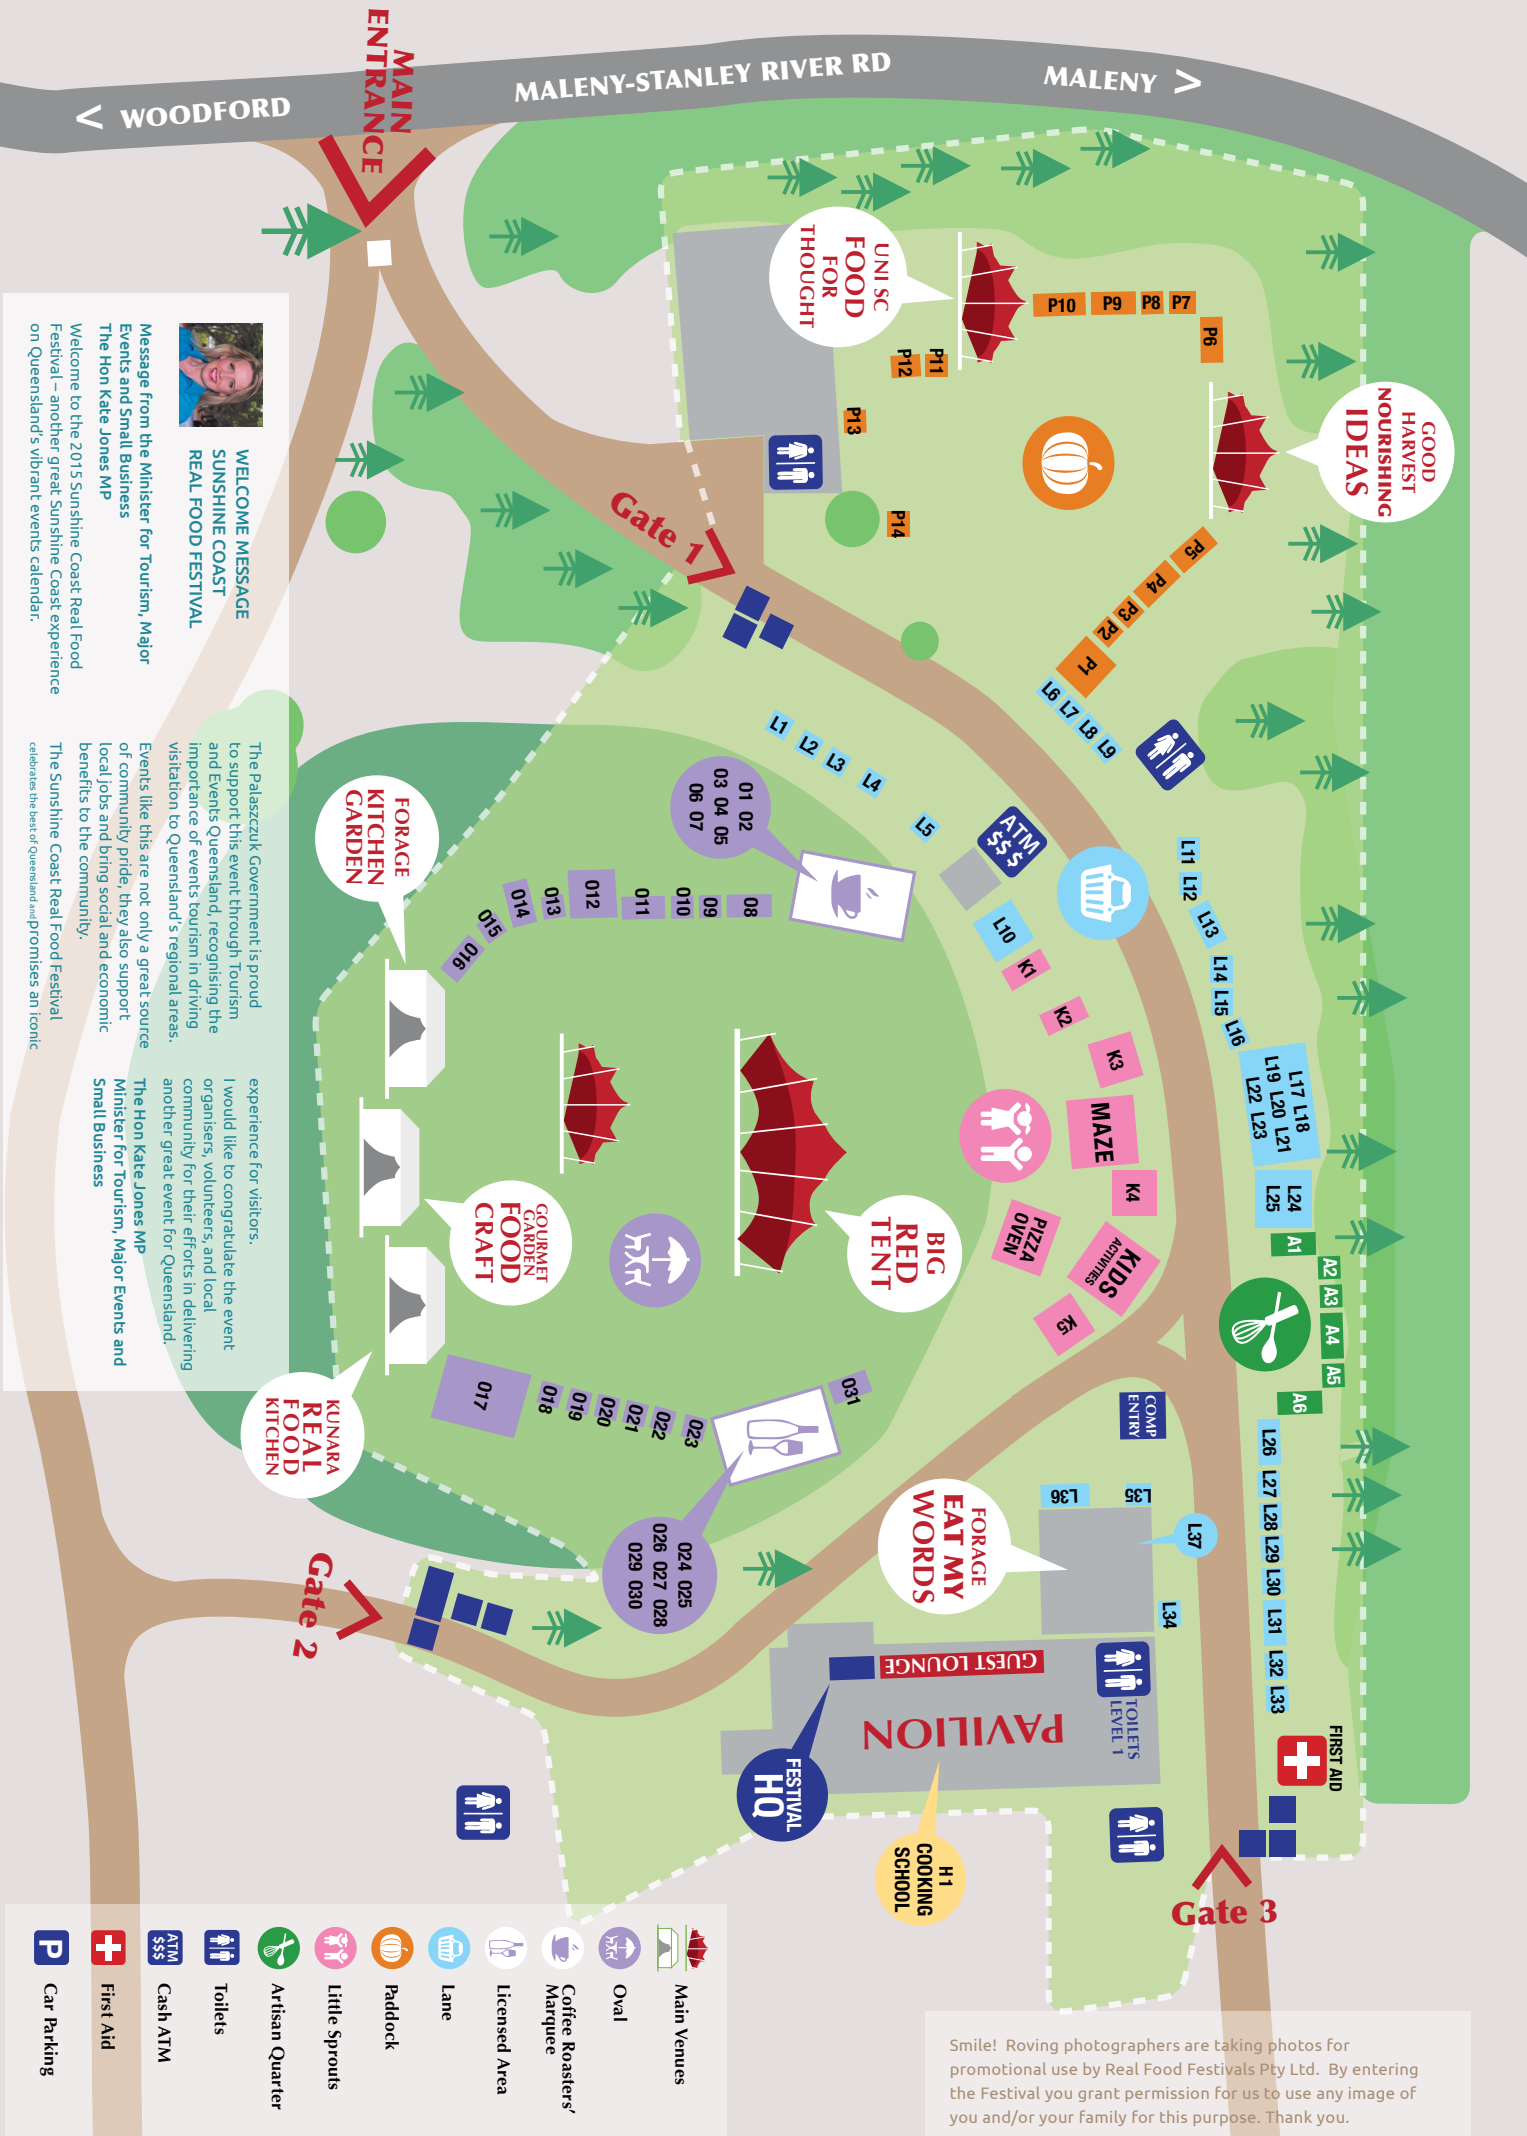 MAIN
ENTRANCE
< WOODFORD
MALENY-STANLEY RIVER RD
MALENY >
UNI SC
FOOD
FOR
THOUGHT
P10
P9
P8
P7
P6
P11
P12
P13
P14
GOOD
HARVEST
NOURISHING
IDEAS
P5
P4
P3
P2
P1
Gate 1
L6
L7
L8
L9
L1
L2
L3
L4
L5
ATM
$$$
L10
L11
L12
L13
L14
L15
L16
L17 L18
L19 L20 L21
L22 L23
L24
L25
K1
K2
K3
MAZE
K4
PIZZA
OVEN
KIDS
ACTIVITIES
K5
A1
A2
A3
A4
A5
A6
01 02
03 04 05
06 07
08
09
010
011
012
013
014
015
016
FORAGE
KITCHEN
GARDEN
GOURMET
GARDEN
FOOD
CRAFT
BIG
RED
TENT
KUNARA
REAL
FOOD
KITCHEN
017
018
019
020
021
022
023
031
024 025
026 027 028
029 030
COMP
ENTRY
L26
L27
L28
L29
L30
L31
L32
L33
L36
L35
L37
L34
FORAGE
EAT MY
WORDS
GUEST LOUNGE
PAVILION
TOILETS
LEVEL 1
FESTIVAL
HQ
H1
COOKING
SCHOOL
FIRST AID
Gate 2
Gate 3
WELCOME MESSAGE
SUNSHINE COAST
REAL FOOD FESTIVAL
Message from the Minister for Tourism, Major
Events and Small Business
The Hon Kate Jones MP
Welcome to the 2015 Sunshine Coast Real Food
Festival – another great Sunshine Coast experience
on Queensland's vibrant events calendar.
The Palaszczuk Government is proud
to support this event through Tourism
and Events Queensland, recognising the
importance of events tourism in driving
visitation to Queensland's regional areas.
Events like this are not only a great source
of community pride, they also support
local jobs and bring social and economic
benefits to the community.
The Sunshine Coast Real Food Festival
celebrates the best of Queensland and promises an iconic
experience for visitors.
I would like to congratulate the event
organisers, volunteers, and local
community for their efforts in delivering
another great event for Queensland.
The Hon Kate Jones MP
Minister for Tourism, Major Events and
Small Business
Main Venues
Oval
Coffee Roasters'
Marquee
Licensed Area
Lane
Paddock
Little Sprouts
Artisan Quarter
Toilets
ATM
$$$
Cash ATM
First Aid
P
Car Parking
Smile! Roving photographers are taking photos for
promotional use by Real Food Festivals Pty Ltd. By entering
the Festival you grant permission for us to use any image of
you and/or your family for this purpose. Thank you.